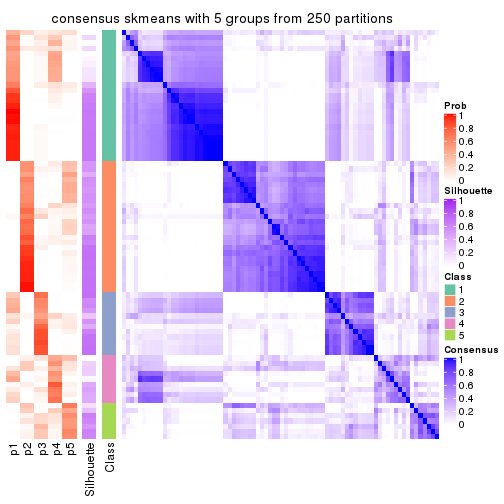 consensus skmeans with 5 groups from 250 partitions
Prob
1
0.8
0.6
0.4
0.2
0
Silhouette
1
0.8
0.6
0.4
0.2
0
Class
1
2
3
4
5
Consensus
1
0.8
0.6
0.4
0.2
0
p1
p2
p3
p4
p5
Silhouette
Class